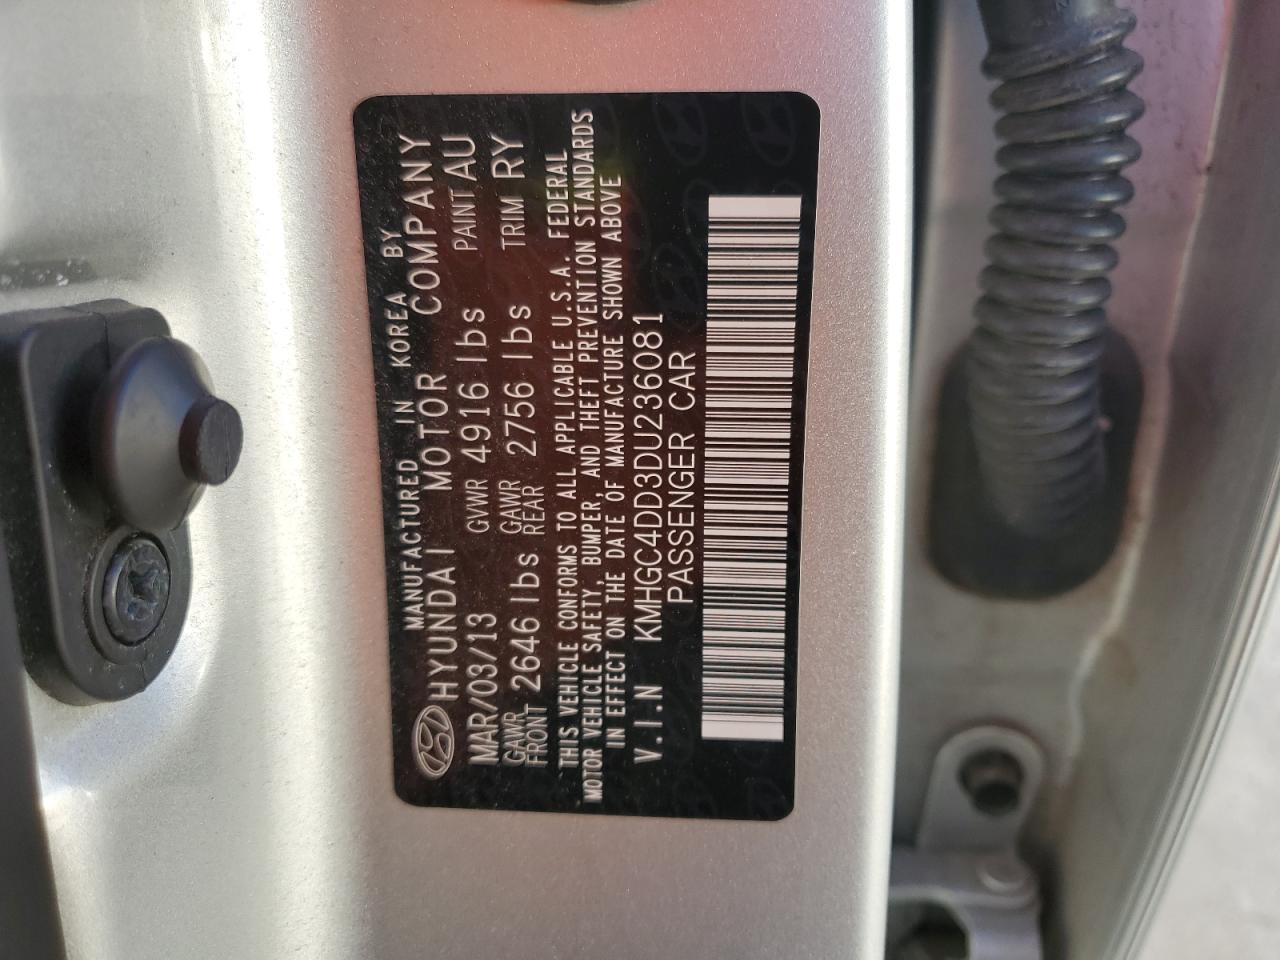 MANUFACTURED IN KOREA BY
HYUNDAI MOTOR COMPANY
MAR/03/13 GVWR 4916 lbs PAINT AU
GAWR FRONT 2646 lbs GAWR REAR 2756 lbs TRIM RY
THIS VEHICLE CONFORMS TO ALL APPLICABLE U.S.A. FEDERAL
MOTOR VEHICLE SAFETY, BUMPER, AND THEFT PREVENTION STANDARDS
IN EFFECT ON THE DATE OF MANUFACTURE SHOWN ABOVE
V.I.N KMHGC4DD3DU236081
PASSENGER CAR